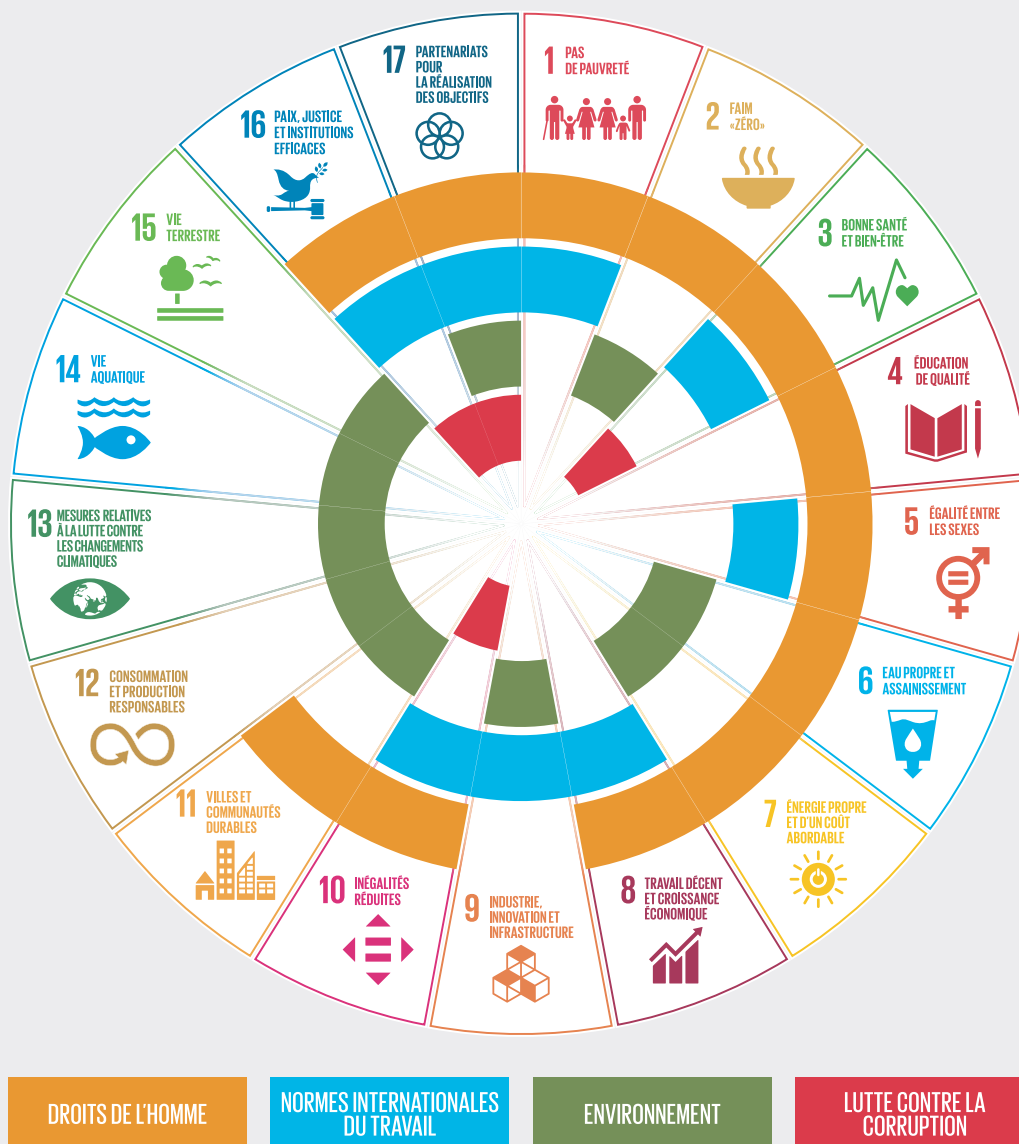 1 PAS
DE PAUVRETÉ
2 FAIM
«ZÉRO»
3 BONNE SANTÉ
ET BIEN-ÊTRE
4 ÉDUCATION
DE QUALITÉ
5 ÉGALITÉ ENTRE
LES SEXES
6 EAU PROPRE ET
ASSAINISSEMENT
7 ÉNERGIE PROPRE
ET D'UN COÛT
ABORDABLE
8 TRAVAIL DÉCENT
ET CROISSANCE
ÉCONOMIQUE
9 INDUSTRIE,
INNOVATION ET
INFRASTRUCTURE
10 INÉGALITÉS
RÉDUITES
11 VILLES ET
COMMUNAUTÉS
DURABLES
12 CONSOMMATION
ET PRODUCTION
RESPONSABLES
13 MESURES RELATIVES
À LA LUTTE CONTRE
LES CHANGEMENTS
CLIMATIQUES
14 VIE
AQUATIQUE
15 VIE
TERRESTRE
16 PAIX, JUSTICE
ET INSTITUTIONS
EFFICACES
17 PARTENARIATS
POUR
LA RÉALISATION
DES OBJECTIFS
DROITS DE L'HOMME
NORMES INTERNATIONALES
DU TRAVAIL
ENVIRONNEMENT
LUTTE CONTRE LA
CORRUPTION